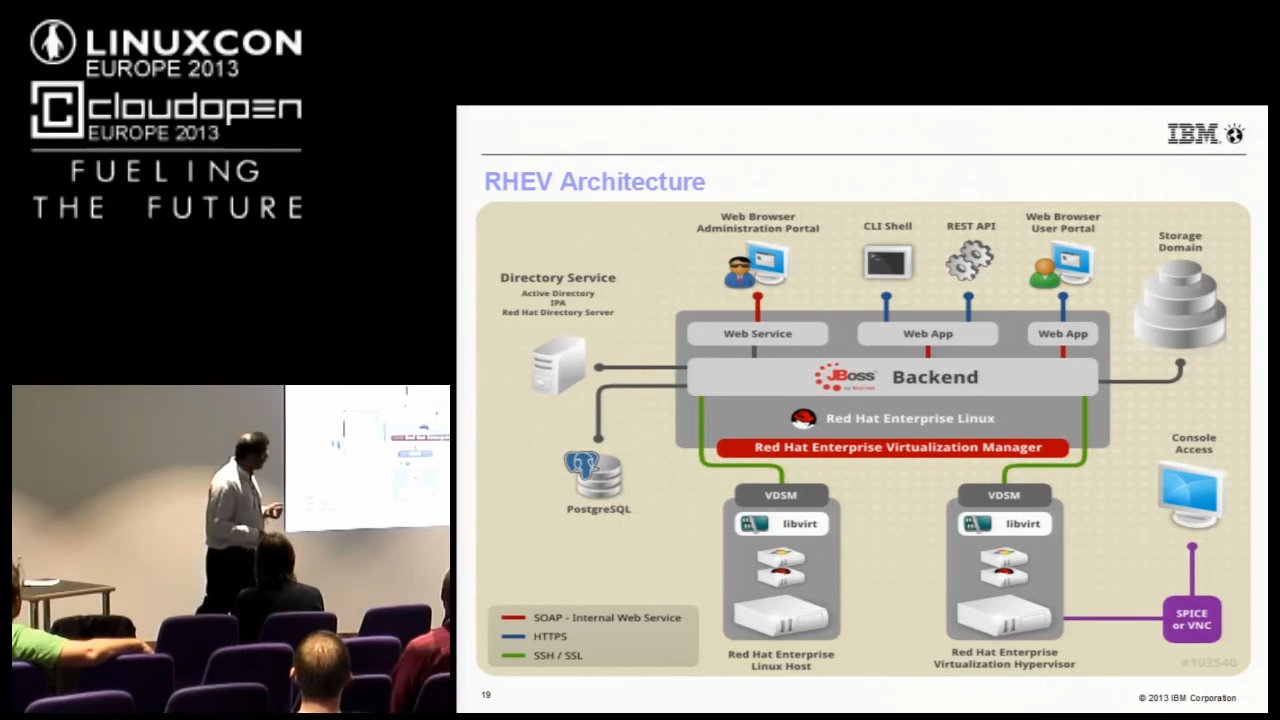 LINUXCON
EUROPE 2013
cloudopen
EUROPE 2013
FUELING
THE FUTURE
IBM
RHEV Architecture
Web Browser
Administration Portal
CLI Shell
REST API
Web Browser
User Portal
Storage
Domain
Directory Service
Active Directory
IPA
Red Hat Directory Server
Web Service
Web App
Web App
JBoss
by Red Hat
Backend
Red Hat Enterprise Linux
Red Hat Enterprise Virtualization Manager
Console
Access
PostgreSQL
VDSM
VDSM
libvirt
libvirt
SPICE
or VNC
SOAP - Internal Web Service
HTTPS
SSH / SSL
Red Hat Enterprise
Linux Host
Red Hat Enterprise
Virtualization Hypervisor
#103540
19
© 2013 IBM Corporation